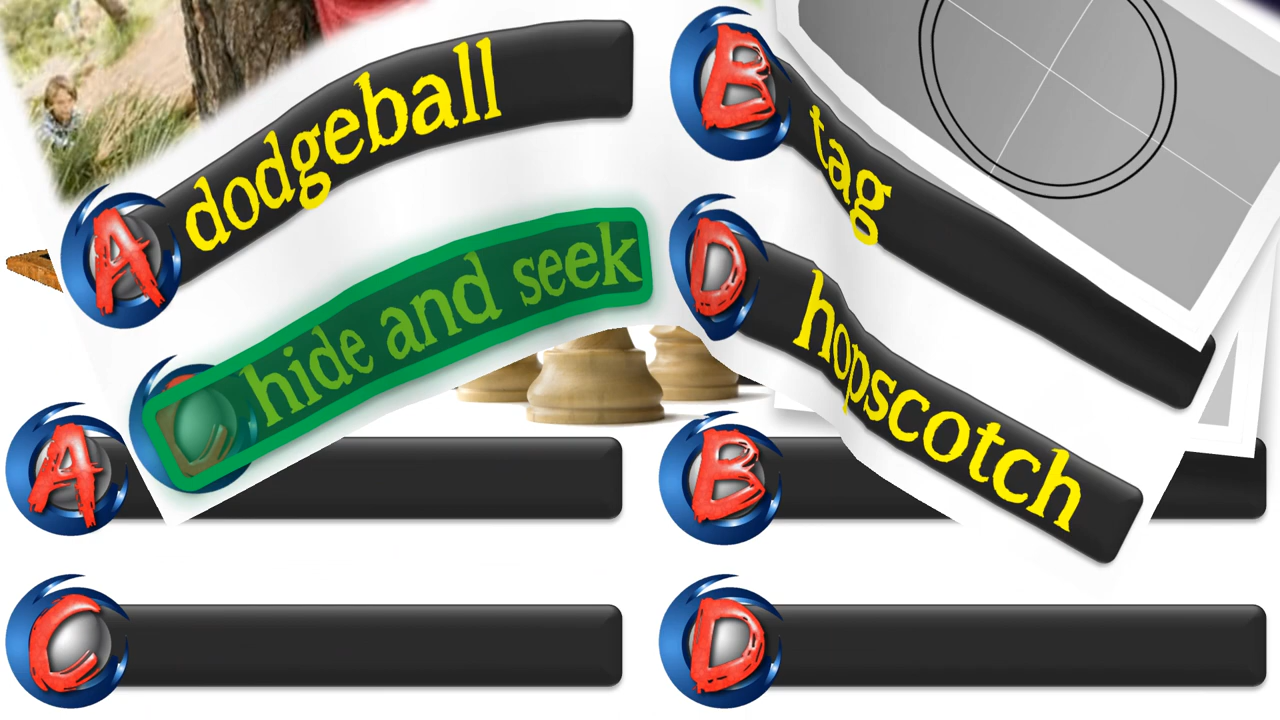 A dodgeball
B tag
C hide and seek
D hopscotch
A
B
C
D